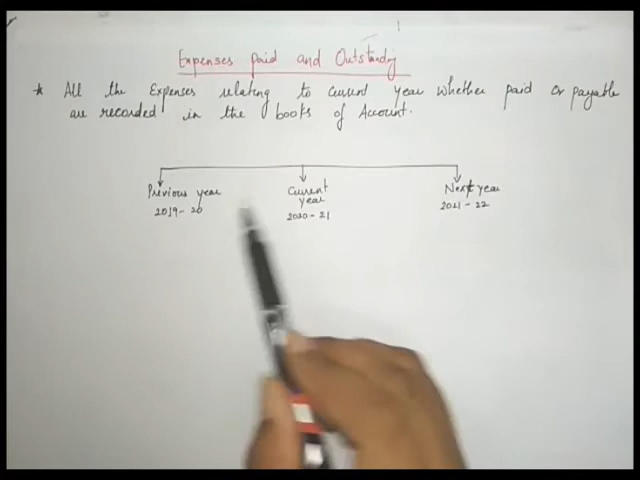 1
Expenses paid and Outstanding
* All the Expenses relating to current year whether paid or payable
are recorded in the books of Account.
Previous year
2019-20
Current
year
2020-21
Next year
2021-22